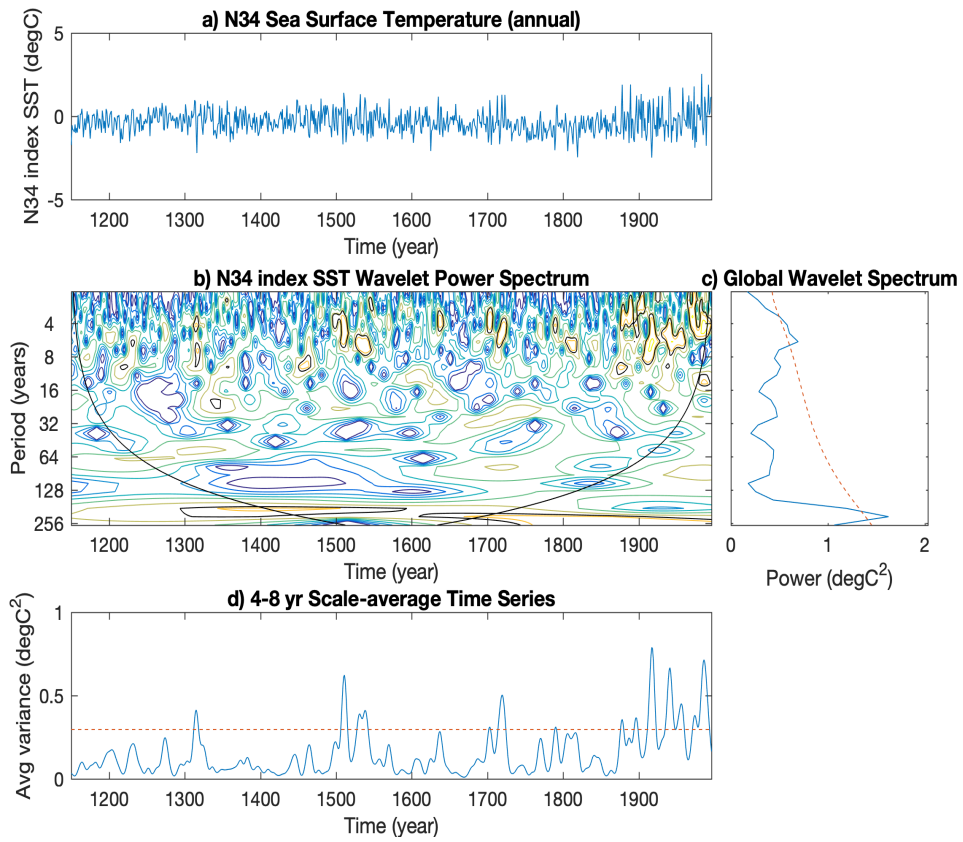 a) N34 Sea Surface Temperature (annual)
N34 index SST (degC)
5
0
-5
1200 1300 1400 1500 1600 1700 1800 1900
Time (year)
b) N34 index SST Wavelet Power Spectrum
c) Global Wavelet Spectrum
Period (years)
4
8
16
32
64
128
256
1200 1300 1400 1500 1600 1700 1800 1900
Time (year)
0 1 2
Power (degC²)
d) 4-8 yr Scale-average Time Series
Avg variance (degC²)
1
0.5
0
1200 1300 1400 1500 1600 1700 1800 1900
Time (year)